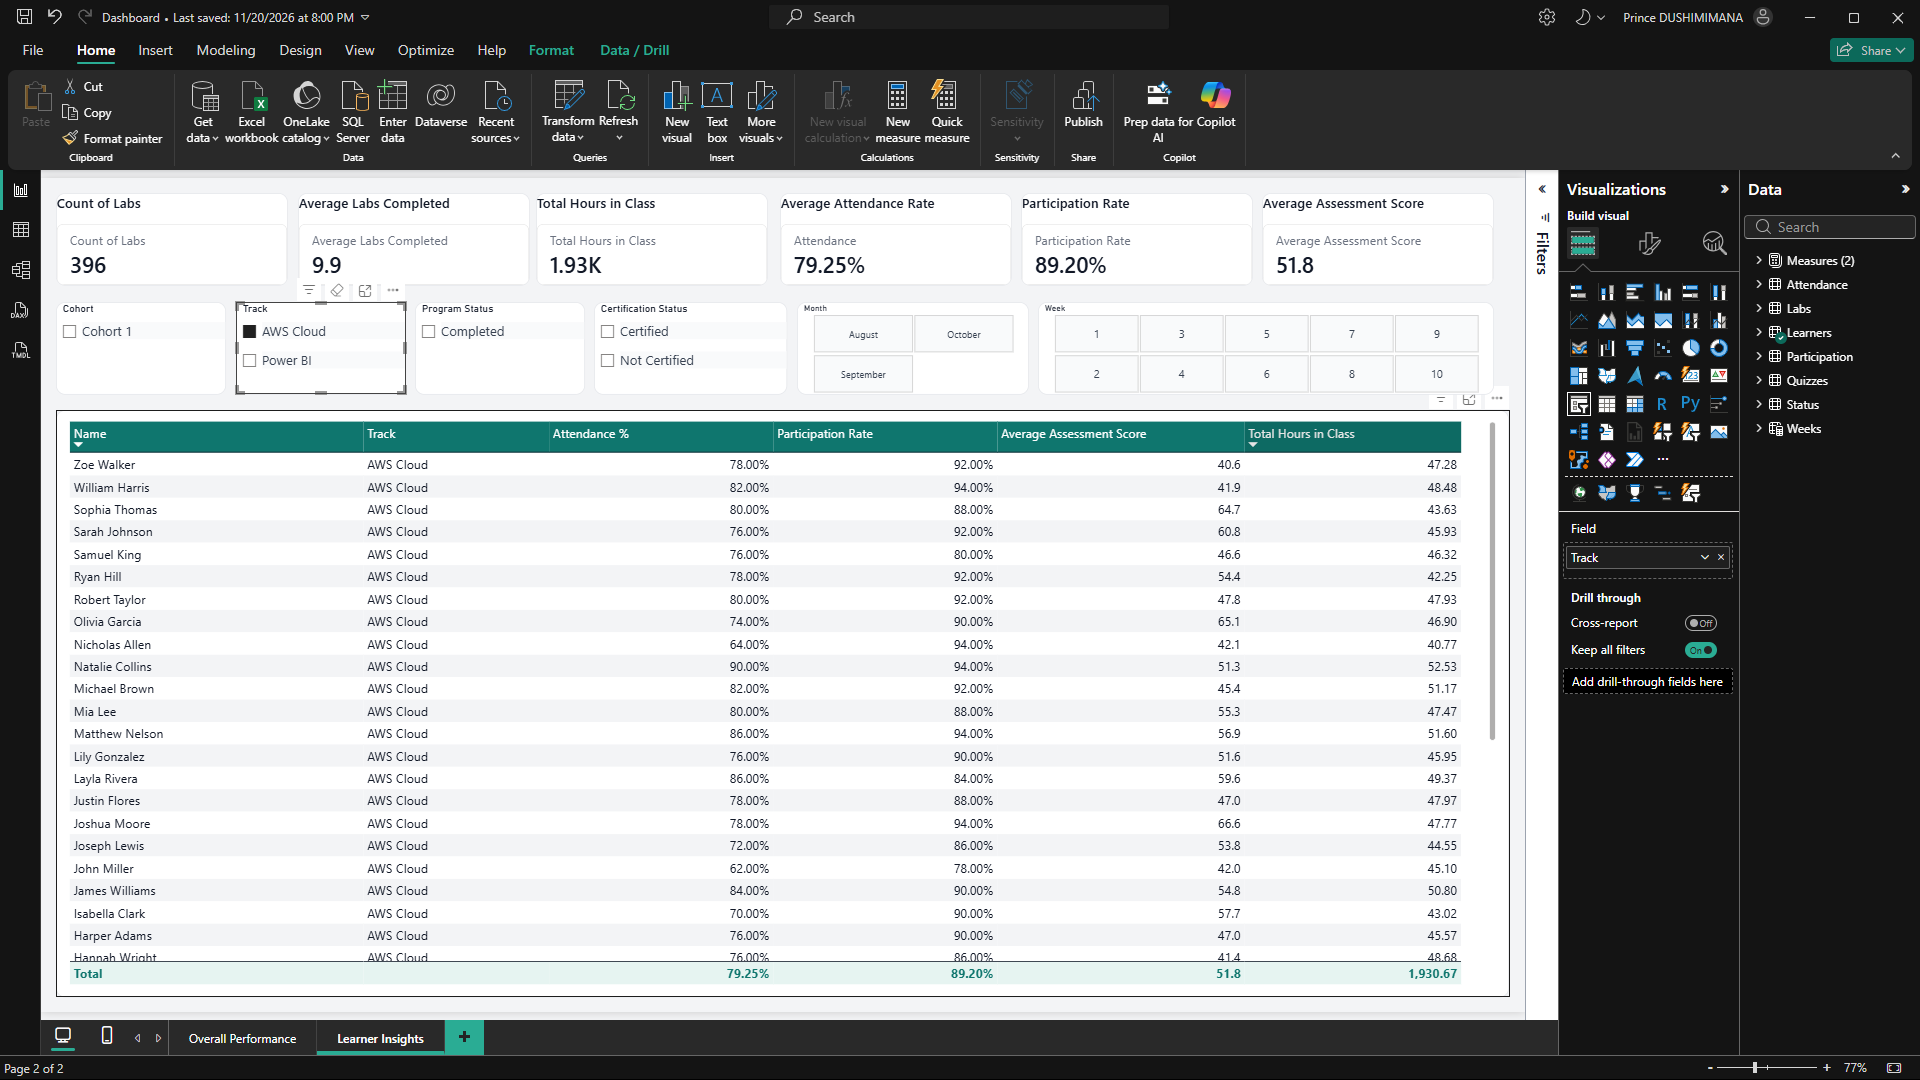 Dashboard • Last saved: 11/20/2026 at 8:00 PM
Search
Prince DUSHIMIMANA
File Home Insert Modeling Design View Optimize Help Format Data / Drill
Share
Paste
Cut
Copy
Format painter
Clipboard
Get data
Excel workbook
OneLake catalog
SQL Server
Enter data
Dataverse
Recent sources
Data
Transform data
Refresh
Queries
New visual
Text box
More visuals
Insert
New visual calculation
New measure
Quick measure
Calculations
Sensitivity
Sensitivity
Publish
Share
Prep data for AI
Copilot
Copilot
Count of Labs
Count of Labs
396
Average Labs Completed
Average Labs Completed
9.9
Total Hours in Class
Total Hours in Class
1.93K
Average Attendance Rate
Attendance
79.25%
Participation Rate
Participation Rate
89.20%
Average Assessment Score
Average Assessment Score
51.8
Cohort
Cohort 1
Track
AWS Cloud
Power BI
Program Status
Completed
Certification Status
Certified
Not Certified
Month
August October
September
Week
1 3 5 7 9
2 4 6 8 10
Name Track Attendance % Participation Rate Average Assessment Score Total Hours in Class
Zoe Walker AWS Cloud 78.00% 92.00% 40.6 47.28
William Harris AWS Cloud 82.00% 94.00% 41.9 48.48
Sophia Thomas AWS Cloud 80.00% 88.00% 64.7 43.63
Sarah Johnson AWS Cloud 76.00% 92.00% 60.8 45.93
Samuel King AWS Cloud 76.00% 80.00% 46.6 46.32
Ryan Hill AWS Cloud 78.00% 92.00% 54.4 42.25
Robert Taylor AWS Cloud 80.00% 92.00% 47.8 47.93
Olivia Garcia AWS Cloud 74.00% 90.00% 65.1 46.90
Nicholas Allen AWS Cloud 64.00% 94.00% 42.1 40.77
Natalie Collins AWS Cloud 90.00% 94.00% 51.3 52.53
Michael Brown AWS Cloud 82.00% 92.00% 45.4 51.17
Mia Lee AWS Cloud 80.00% 88.00% 55.3 47.47
Matthew Nelson AWS Cloud 86.00% 94.00% 56.9 51.60
Lily Gonzalez AWS Cloud 76.00% 90.00% 51.6 45.95
Layla Rivera AWS Cloud 86.00% 84.00% 59.6 49.37
Justin Flores AWS Cloud 78.00% 88.00% 47.0 47.97
Joshua Moore AWS Cloud 78.00% 94.00% 66.6 47.77
Joseph Lewis AWS Cloud 72.00% 86.00% 53.8 44.55
John Miller AWS Cloud 62.00% 78.00% 42.0 45.10
James Williams AWS Cloud 84.00% 90.00% 54.8 50.80
Isabella Clark AWS Cloud 70.00% 90.00% 57.7 43.02
Harper Adams AWS Cloud 76.00% 90.00% 47.0 45.57
Hannah Wright AWS Cloud 76.00% 86.00% 41.4 48.68
Total 79.25% 89.20% 51.8 1,930.67
Filters
Visualizations
Build visual
Field
Track
Drill through
Cross-report Off
Keep all filters On
Add drill-through fields here
Data
Search
Measures (2)
Attendance
Labs
Learners
Participation
Quizzes
Status
Weeks
DAX
TMDL
R Py
123
Overall Performance Learner Insights +
Page 2 of 2
- + 77%